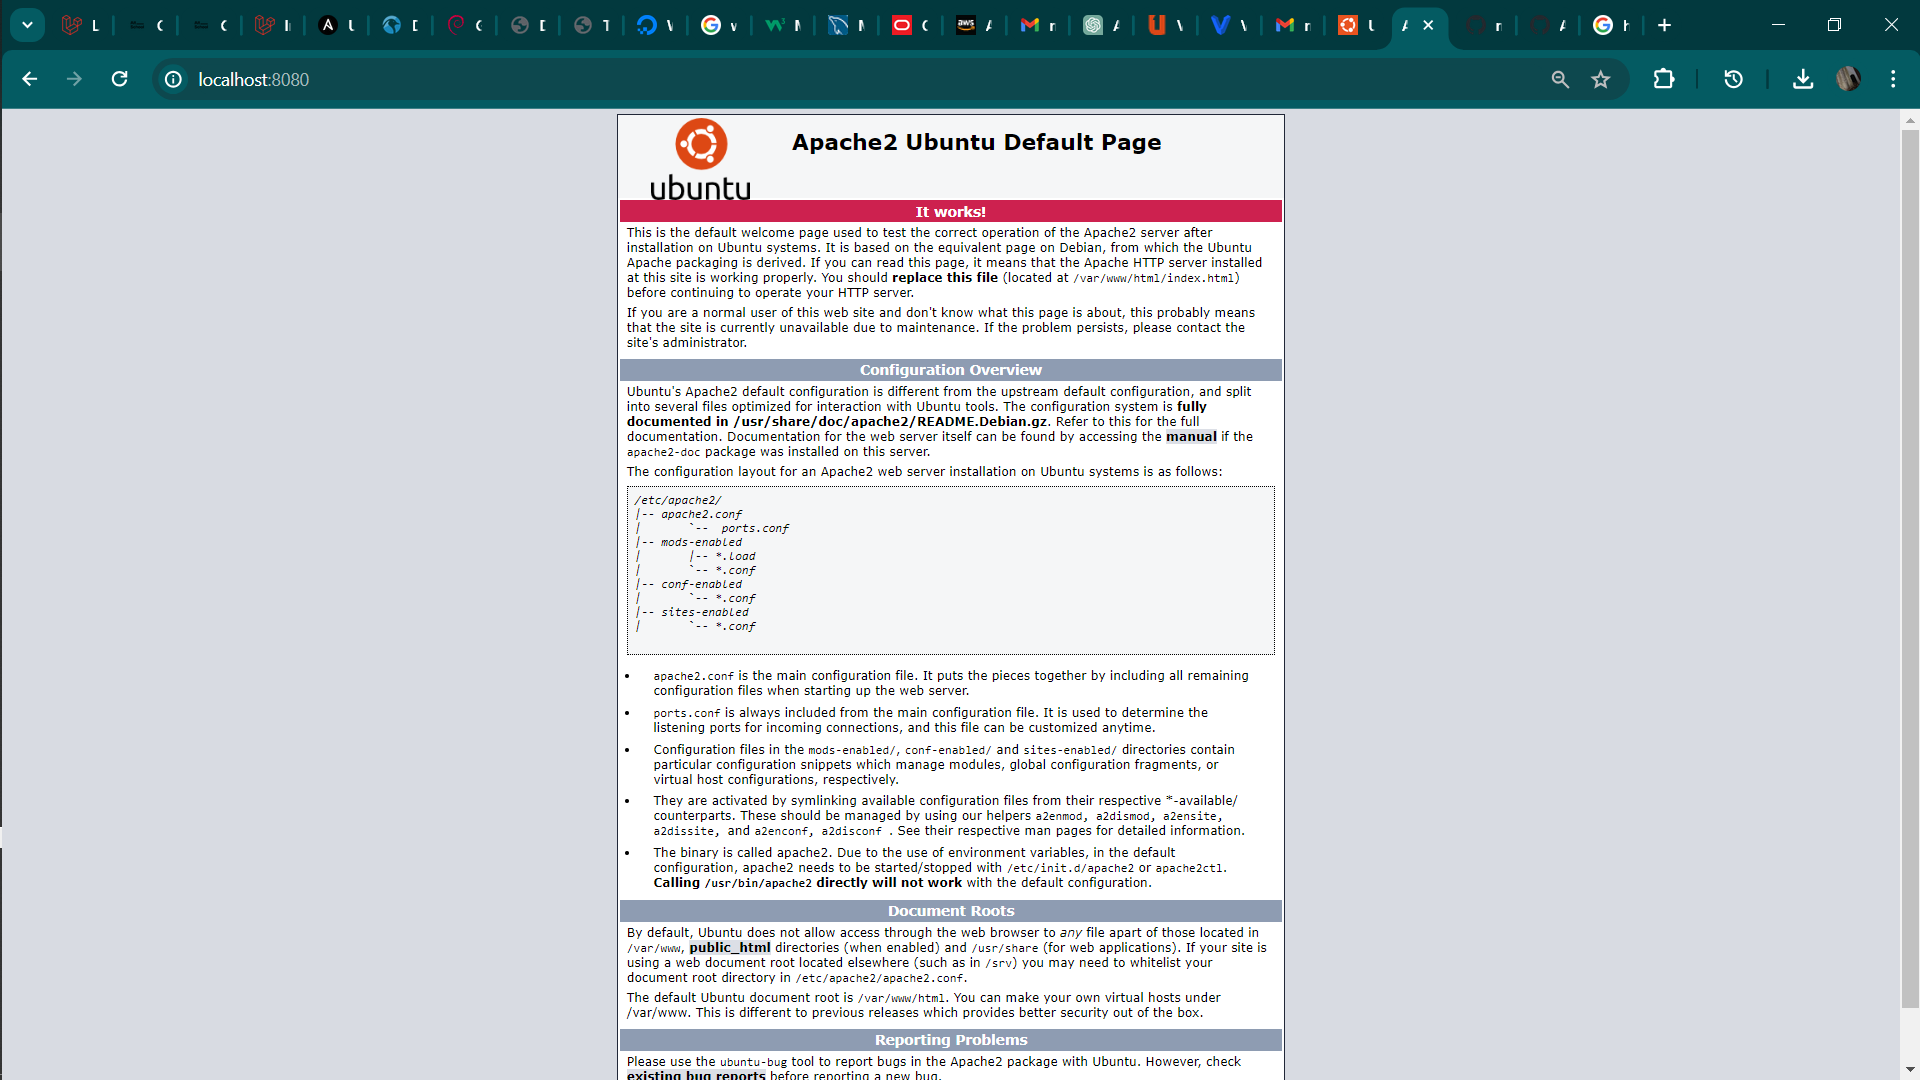 localhost:8080
ubuntu
Apache2 Ubuntu Default Page
It works!
This is the default welcome page used to test the correct operation of the Apache2 server after
installation on Ubuntu systems. It is based on the equivalent page on Debian, from which the Ubuntu
Apache packaging is derived. If you can read this page, it means that the Apache HTTP server installed
at this site is working properly. You should replace this file (located at /var/www/html/index.html)
before continuing to operate your HTTP server.
If you are a normal user of this web site and don't know what this page is about, this probably means
that the site is currently unavailable due to maintenance. If the problem persists, please contact the
site's administrator.
Configuration Overview
Ubuntu's Apache2 default configuration is different from the upstream default configuration, and split
into several files optimized for interaction with Ubuntu tools. The configuration system is fully
documented in /usr/share/doc/apache2/README.Debian.gz. Refer to this for the full
documentation. Documentation for the web server itself can be found by accessing the manual if the
apache2-doc package was installed on this server.
The configuration layout for an Apache2 web server installation on Ubuntu systems is as follows:
/etc/apache2/
|-- apache2.conf
|       `--  ports.conf
|-- mods-enabled
|       |-- *.load
|       `-- *.conf
|-- conf-enabled
|       `-- *.conf
|-- sites-enabled
|       `-- *.conf
• apache2.conf is the main configuration file. It puts the pieces together by including all remaining
configuration files when starting up the web server.
• ports.conf is always included from the main configuration file. It is used to determine the
listening ports for incoming connections, and this file can be customized anytime.
• Configuration files in the mods-enabled/, conf-enabled/ and sites-enabled/ directories contain
particular configuration snippets which manage modules, global configuration fragments, or
virtual host configurations, respectively.
• They are activated by symlinking available configuration files from their respective *-available/
counterparts. These should be managed by using our helpers a2enmod, a2dismod, a2ensite,
a2dissite, and a2enconf, a2disconf . See their respective man pages for detailed information.
• The binary is called apache2. Due to the use of environment variables, in the default
configuration, apache2 needs to be started/stopped with /etc/init.d/apache2 or apache2ctl.
Calling /usr/bin/apache2 directly will not work with the default configuration.
Document Roots
By default, Ubuntu does not allow access through the web browser to any file apart of those located in
/var/www, public_html directories (when enabled) and /usr/share (for web applications). If your site is
using a web document root located elsewhere (such as in /srv) you may need to whitelist your
document root directory in /etc/apache2/apache2.conf.
The default Ubuntu document root is /var/www/html. You can make your own virtual hosts under
/var/www. This is different to previous releases which provides better security out of the box.
Reporting Problems
Please use the ubuntu-bug tool to report bugs in the Apache2 package with Ubuntu. However, check
existing bug reports before reporting a new bug.